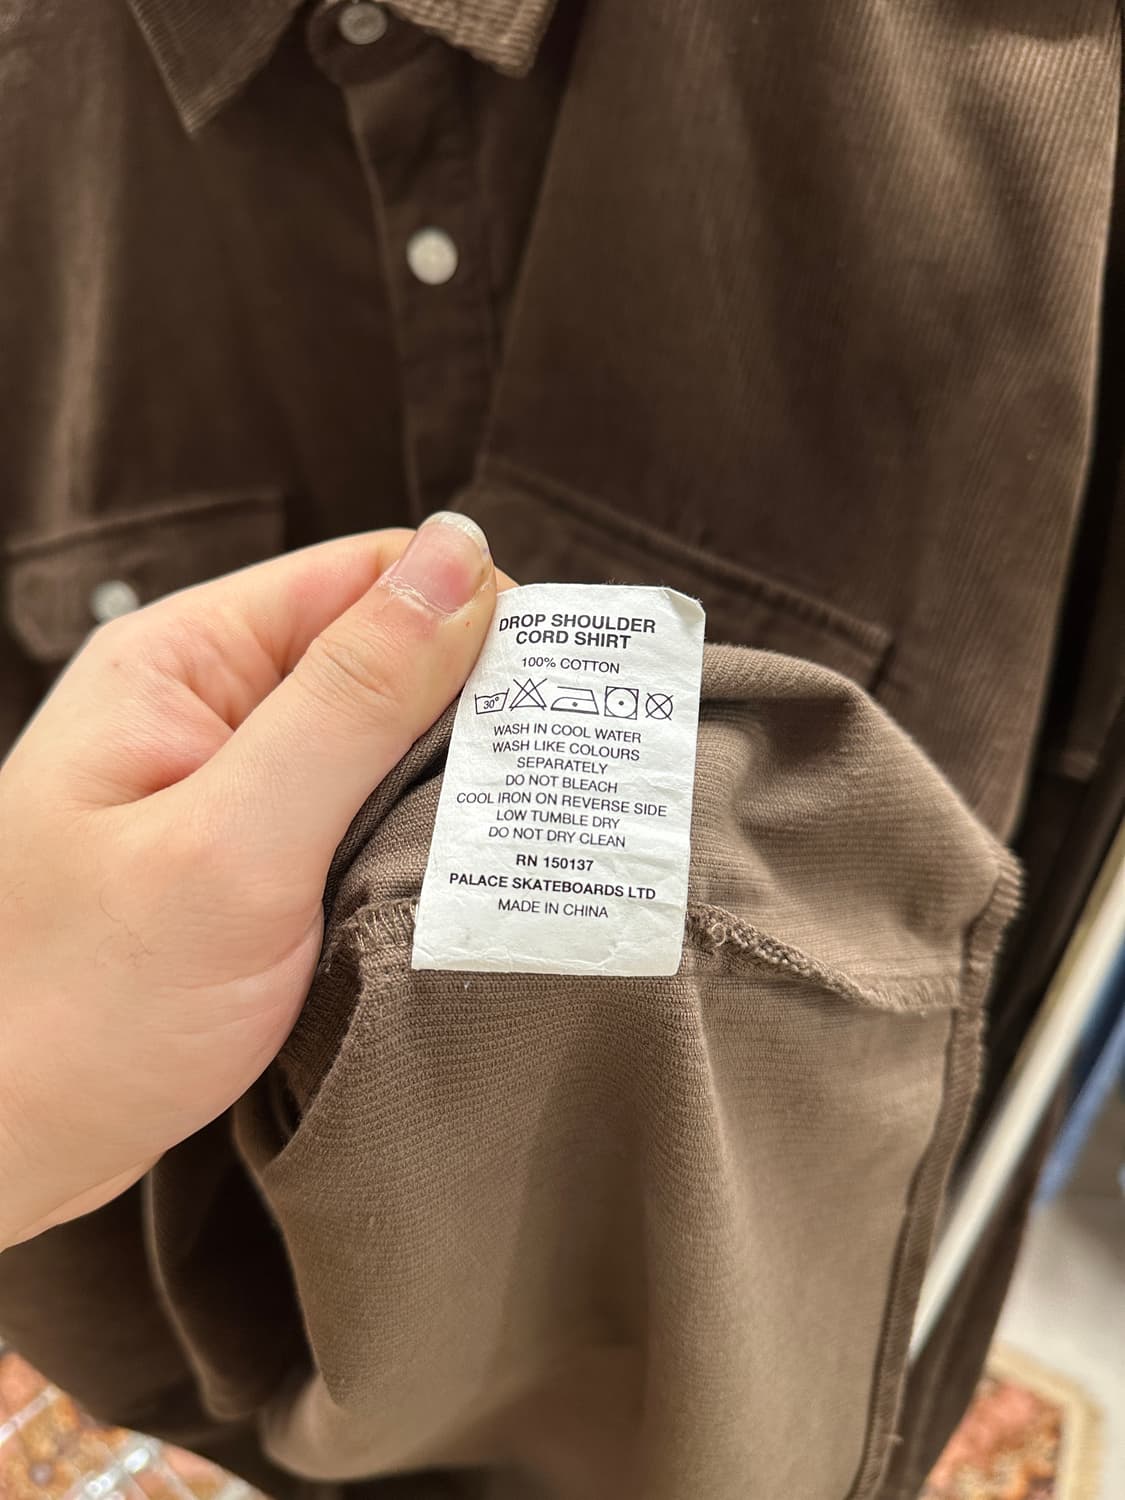 DROP SHOULDER
CORD SHIRT
100% COTTON
30°
WASH IN COOL WATER
WASH LIKE COLOURS
SEPARATELY
DO NOT BLEACH
COOL IRON ON REVERSE SIDE
LOW TUMBLE DRY
DO NOT DRY CLEAN
RN 150137
PALACE SKATEBOARDS LTD
MADE IN CHINA